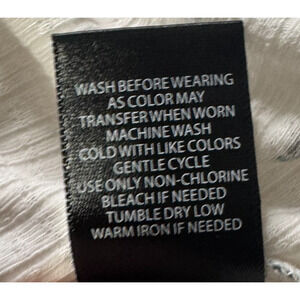 WASH BEFORE WEARING
AS COLOR MAY
TRANSFER WHEN WORN
MACHINE WASH
COLD WITH LIKE COLORS
GENTLE CYCLE
USE ONLY NON-CHLORINE
BLEACH IF NEEDED
TUMBLE DRY LOW
WARM IRON IF NEEDED